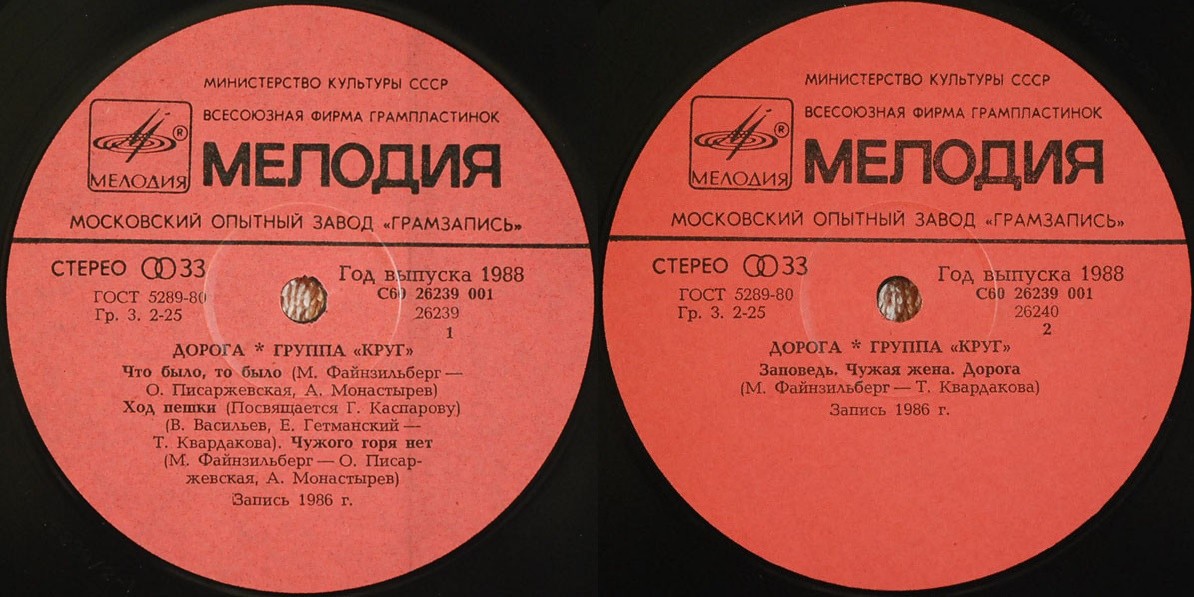 МИНИСТЕРСТВО КУЛЬТУРЫ СССР
ВСЕСОЮЗНАЯ ФИРМА ГРАМПЛАСТИНОК
®
МЕЛОДИЯ
МЕЛОДИЯ
МОСКОВСКИЙ ОПЫТНЫЙ ЗАВОД «ГРАМЗАПИСЬ»
СТЕРЕО 33
Год выпуска 1988
ГОСТ 5289-80
С60 26239 001
Гр. 3. 2-25
26239
1
ДОРОГА * ГРУППА «КРУГ»
Что было, то было (М. Файнзильберг —
О. Писаржевская, А. Монастырев)
Ход пешки (Посвящается Г. Каспарову)
(В. Васильев, Е. Гетманский —
Т. Квардакова). Чужого горя нет
(М. Файнзильберг — О. Писар-
жевская, А. Монастырев)
Запись 1986 г.
МИНИСТЕРСТВО КУЛЬТУРЫ СССР
ВСЕСОЮЗНАЯ ФИРМА ГРАМПЛАСТИНОК
®
МЕЛОДИЯ
МЕЛОДИЯ
МОСКОВСКИЙ ОПЫТНЫЙ ЗАВОД «ГРАМЗАПИСЬ»
СТЕРЕО 33
Год выпуска 1988
ГОСТ 5289-80
С60 26239 001
Гр. 3. 2-25
26240
2
ДОРОГА * ГРУППА «КРУГ»
Заповедь. Чужая жена. Дорога
(М. Файнзильберг — Т. Квардакова)
Запись 1986 г.